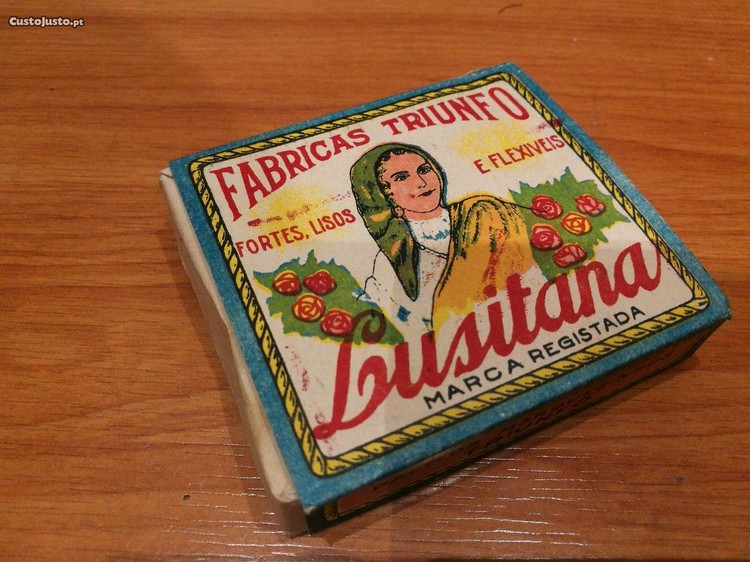 CustoJusto.pt
FABRICAS TRIUNFO
FORTES, LISOS
E FLEXIVEIS
Lusitana
MARCA REGISTADA